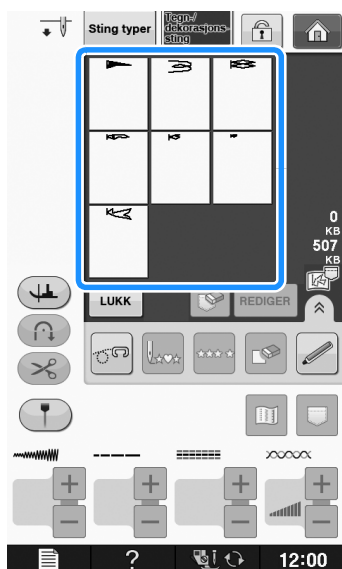 Sting typer
Tegn-/
dekorasjons-
sting
0
KB
507
KB
LUKK
REDIGER
12:00